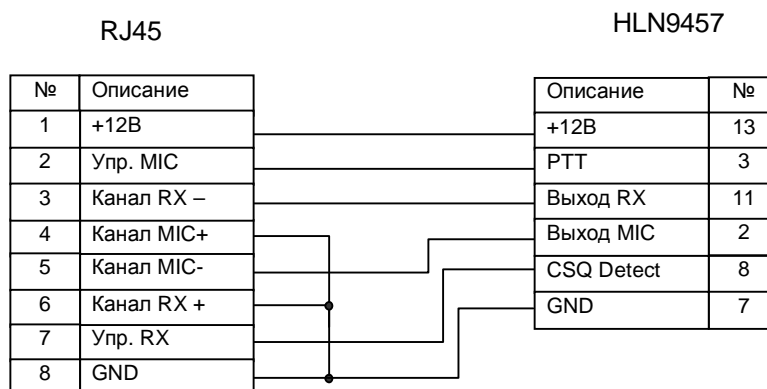 RJ45
HLN9457
№ Описание
1 +12В
2 Упр. MIC
3 Канал RX –
4 Канал MIC+
5 Канал MIC-
6 Канал RX +
7 Упр. RX
8 GND
Описание №
+12В 13
PTT 3
Выход RX 11
Выход MIC 2
CSQ Detect 8
GND 7